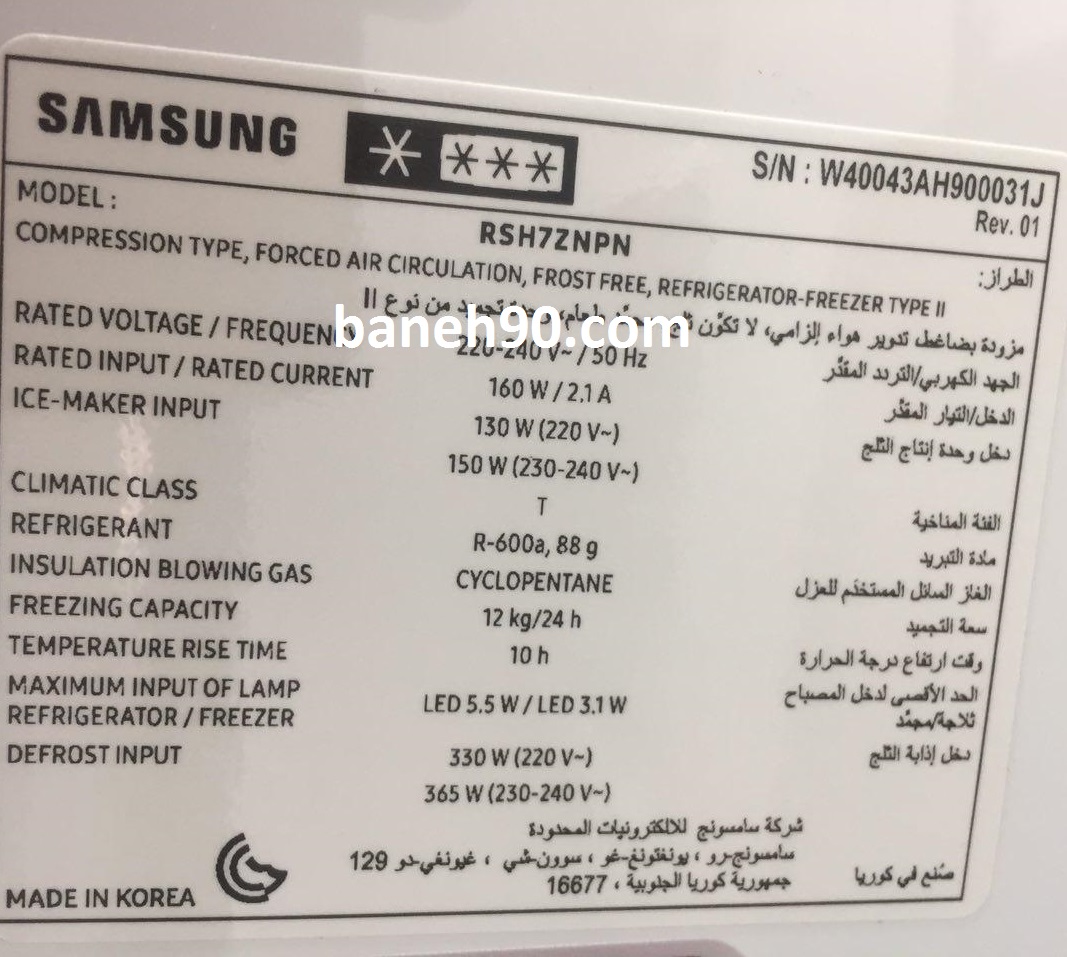 SAMSUNG
S/N : W40043AH900031J
Rev. 01
MODEL :
RSH7ZNPN
الطراز:
COMPRESSION TYPE, FORCED AIR CIRCULATION, FROST FREE, REFRIGERATOR-FREEZER TYPE II
مزودة بضاغط تدوير هواء إلزامي، لا تكوّن من نوع II
baneh90.com
RATED VOLTAGE / FREQUENC 220-240 V~ / 50 Hz الجهد الكهربي/التردد المقدَّر
RATED INPUT / RATED CURRENT 160 W / 2.1 A الدخل/التيار المقدَّر
ICE-MAKER INPUT 130 W (220 V~) دخل وحدة إنتاج الثلج
150 W (230-240 V~)
CLIMATIC CLASS T الفئة المناخية
REFRIGERANT R-600a, 88 g مادة التبريد
INSULATION BLOWING GAS CYCLOPENTANE الغاز السائل المستخدَم للعزل
FREEZING CAPACITY 12 kg/24 h سعة التجميد
TEMPERATURE RISE TIME 10 h وقت ارتفاع درجة الحرارة
MAXIMUM INPUT OF LAMP الحد الأقصى لدخل المصباح
REFRIGERATOR / FREEZER LED 5.5 W / LED 3.1 W ثلاجة/مجمِّد
DEFROST INPUT 330 W (220 V~) دخل إذابة الثلج
365 W (230-240 V~)
شركة سامسونج للالكترونيات المحدودة
سامسونج-رو ، يونغتونغ-غو ، سوون-شي ، غيونغي-دو 129
جمهورية كوريا الجنوبية ، 16677
MADE IN KOREA
صُنع في كوريا